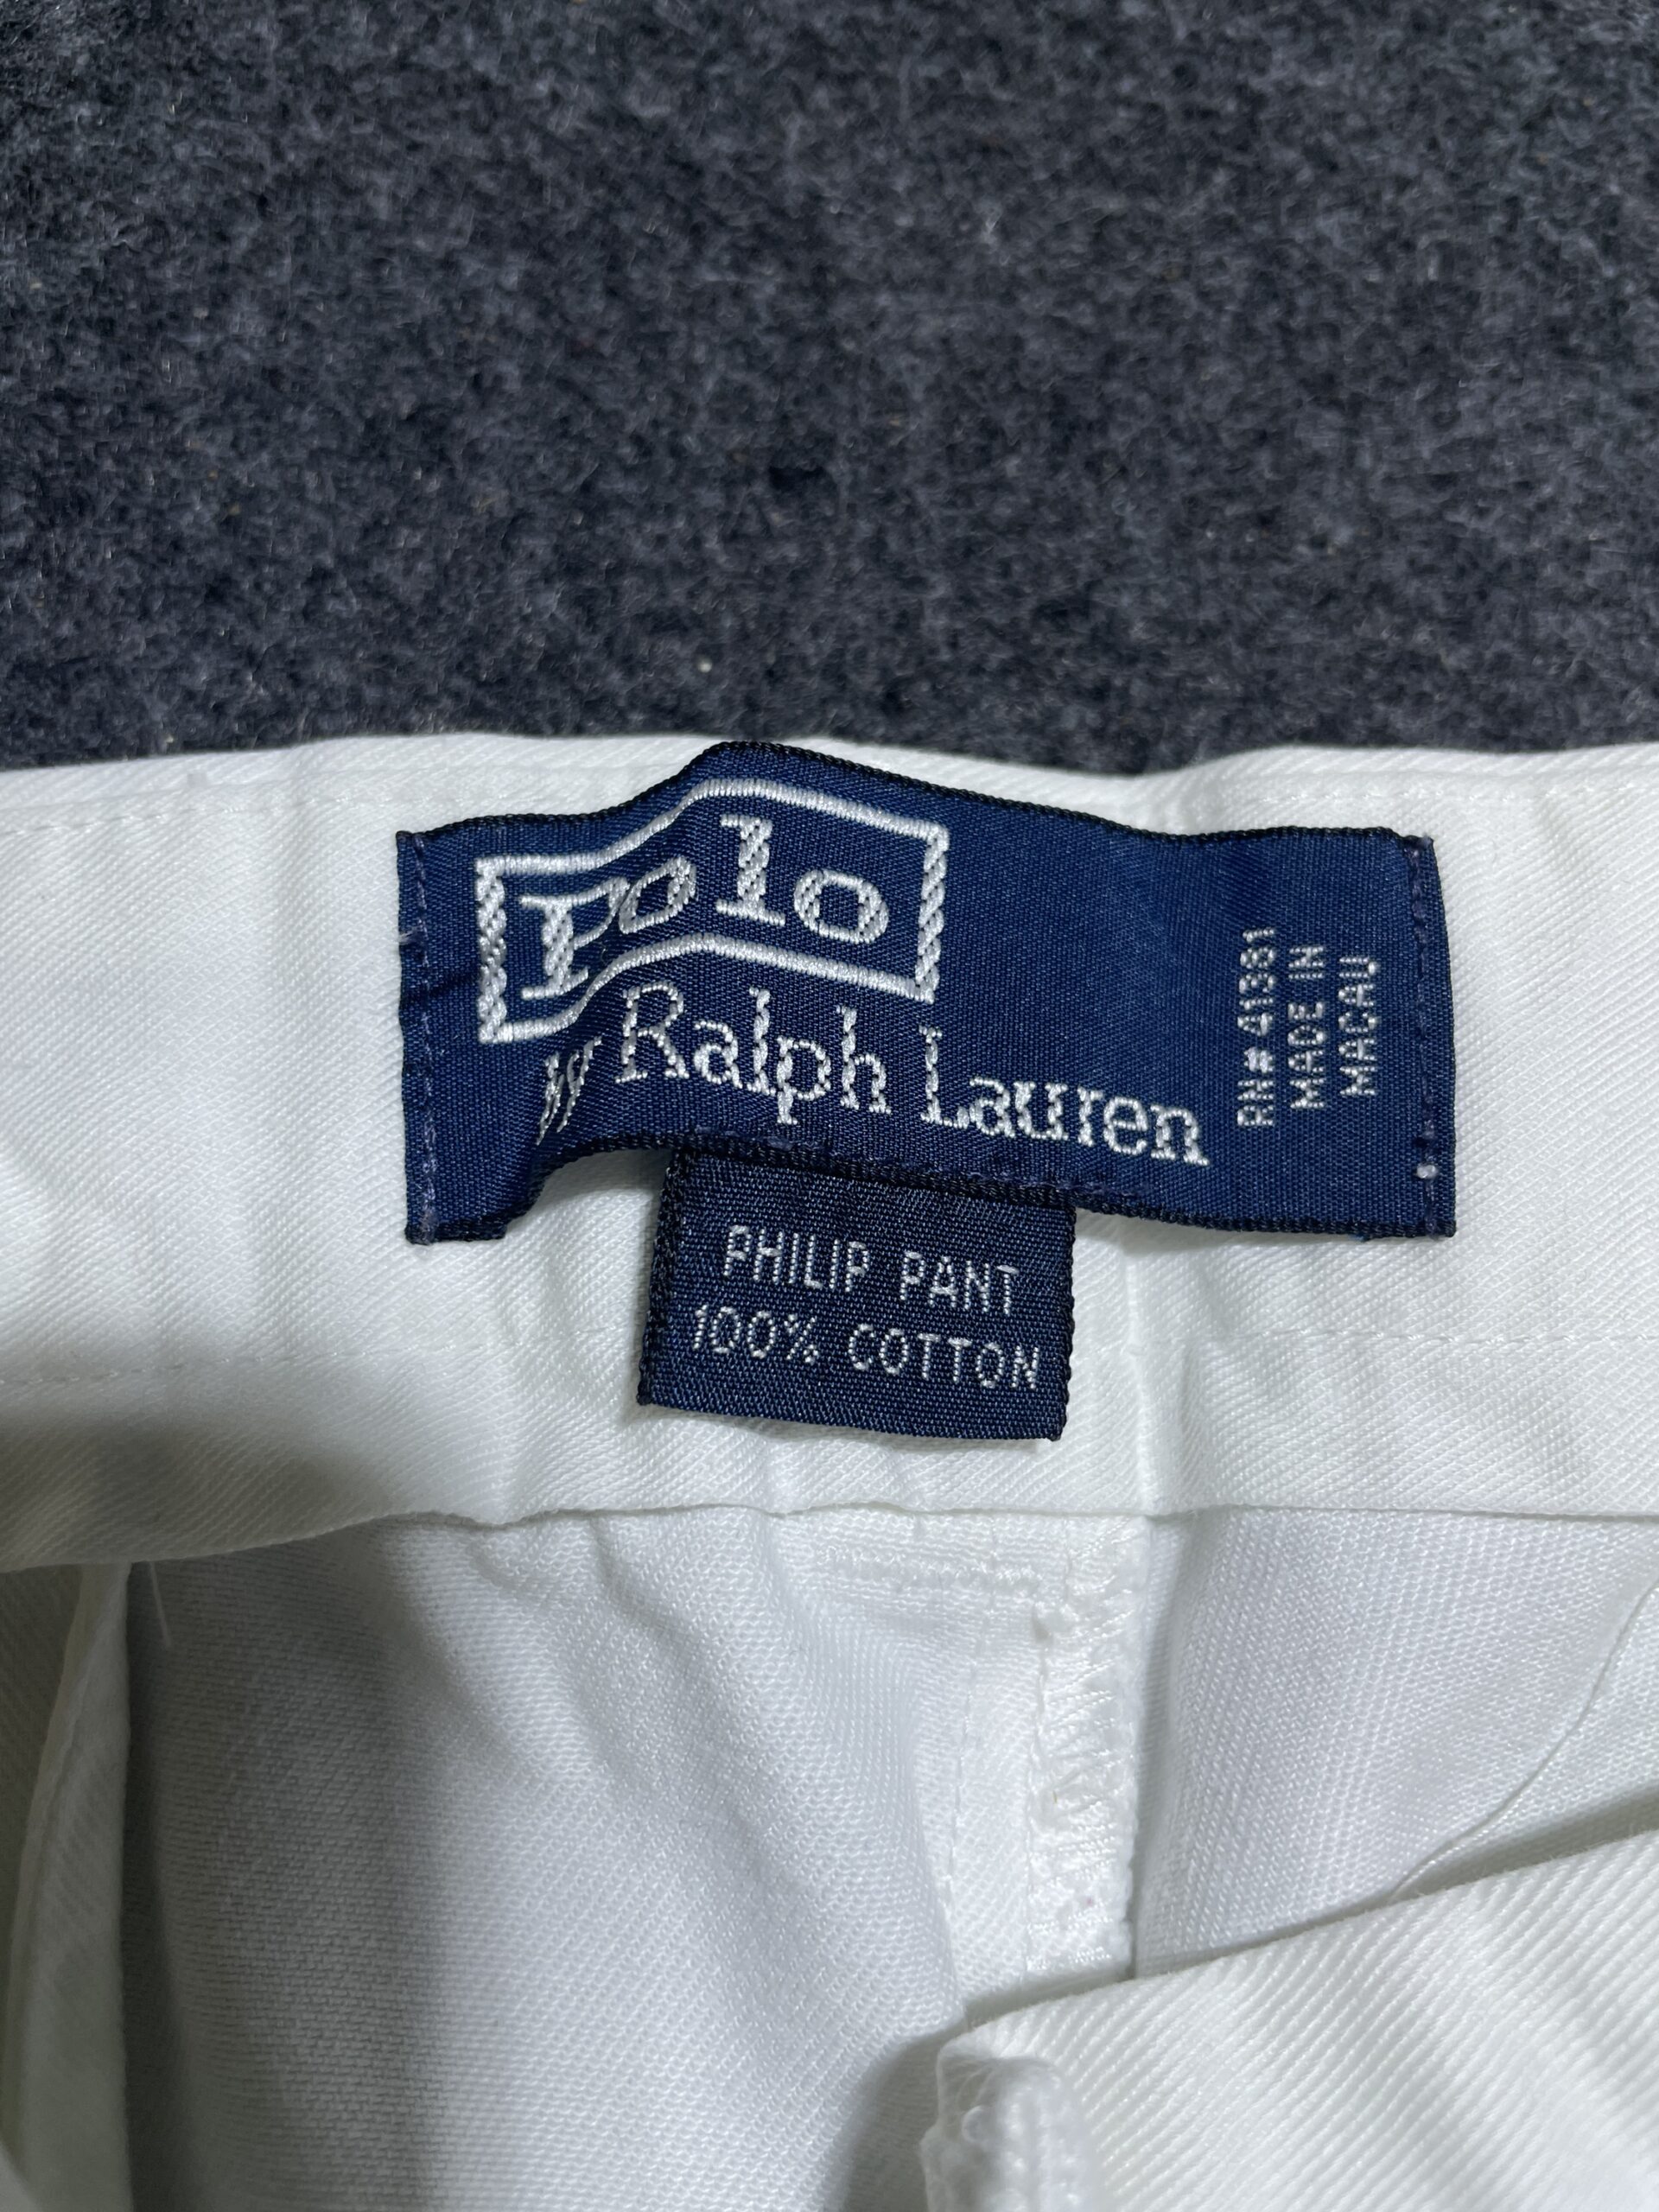 Polo
by Ralph Lauren
RN# 41381
MADE IN
MACAU
PHILIP PANT
100% COTTON